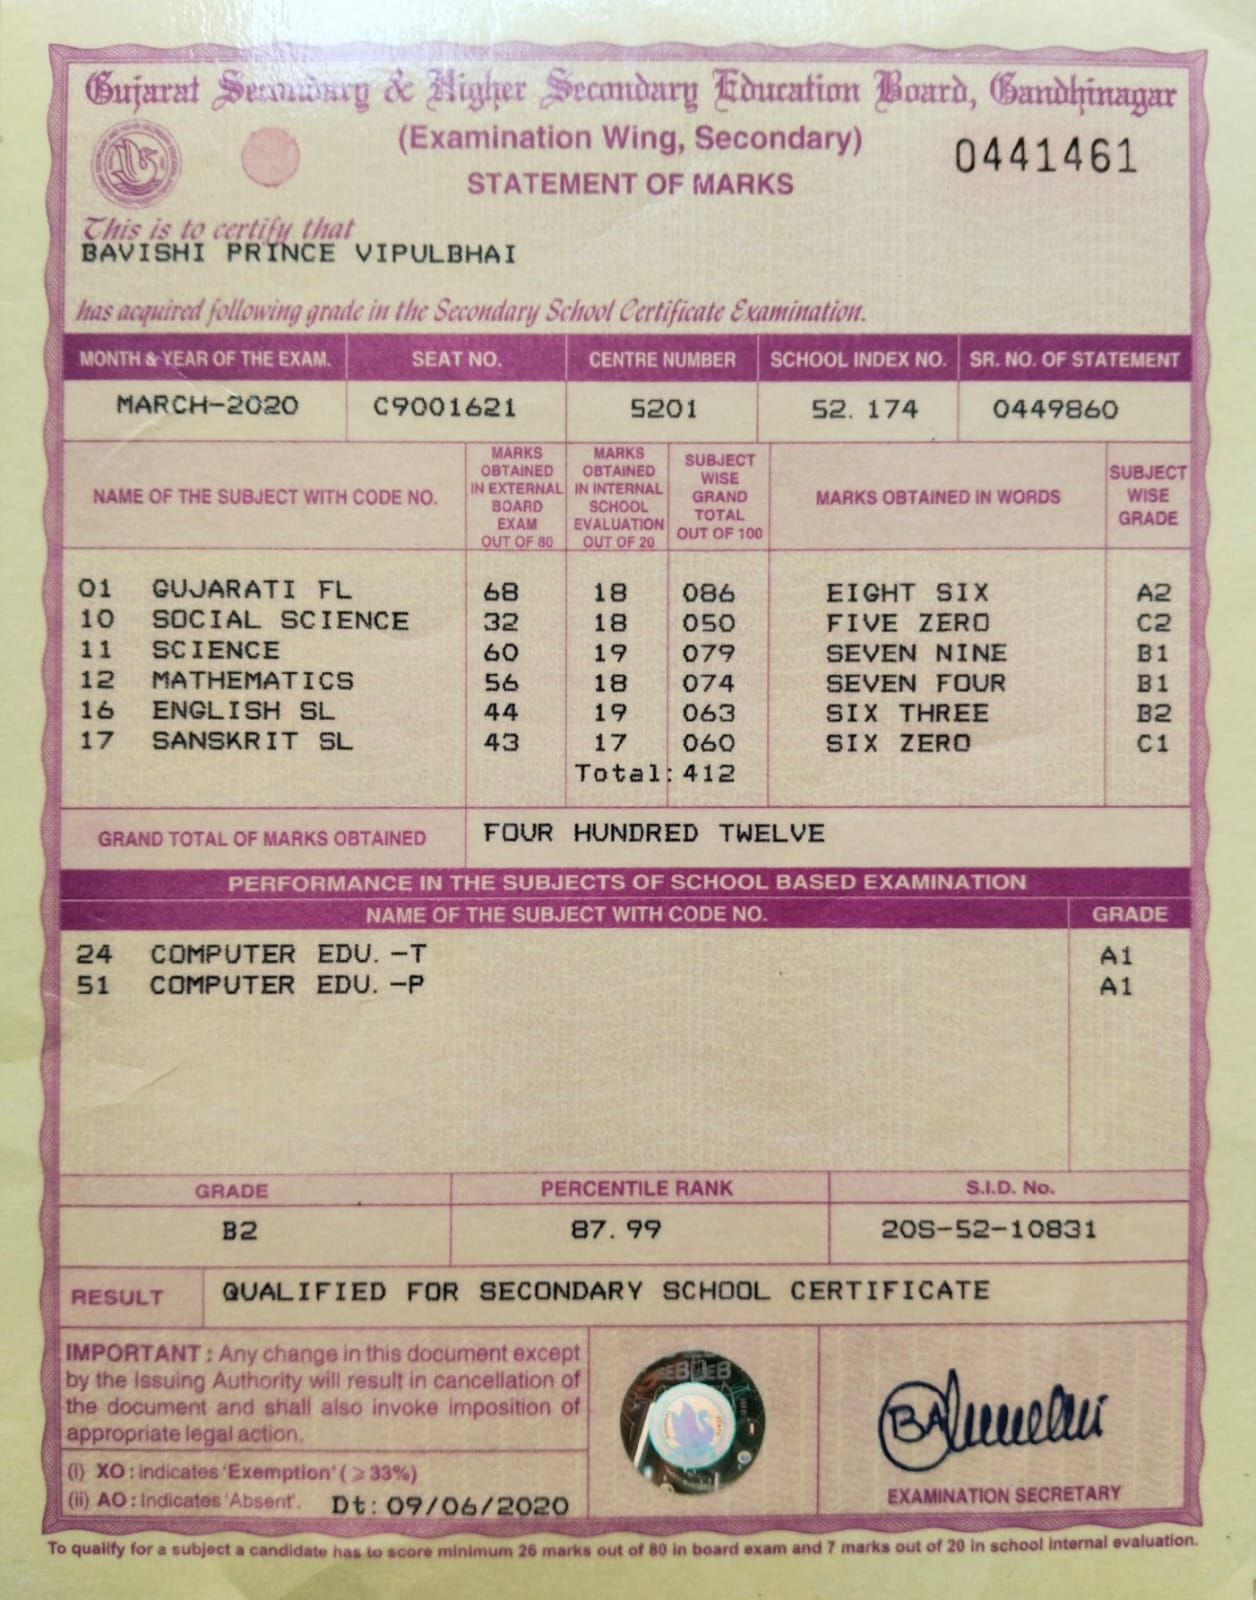 Gujarat Secondary & Higher Secondary Education Board, Gandhinagar
(Examination Wing, Secondary)
0441461
STATEMENT OF MARKS
This is to certify that
BAVISHI PRINCE VIPULBHAI
has acquired following grade in the Secondary School Certificate Examination.
MONTH & YEAR OF THE EXAM. SEAT NO. CENTRE NUMBER SCHOOL INDEX NO. SR. NO. OF STATEMENT
MARCH-2020 C9001621 5201 52. 174 0449860
NAME OF THE SUBJECT WITH CODE NO. MARKS OBTAINED IN EXTERNAL BOARD EXAM OUT OF 80 MARKS OBTAINED IN INTERNAL SCHOOL EVALUATION OUT OF 20 SUBJECT WISE GRAND TOTAL OUT OF 100 MARKS OBTAINED IN WORDS SUBJECT WISE GRADE
01 GUJARATI FL 68 18 086 EIGHT SIX A2
10 SOCIAL SCIENCE 32 18 050 FIVE ZERO C2
11 SCIENCE 60 19 079 SEVEN NINE B1
12 MATHEMATICS 56 18 074 SEVEN FOUR B1
16 ENGLISH SL 44 19 063 SIX THREE B2
17 SANSKRIT SL 43 17 060 SIX ZERO C1
Total: 412
GRAND TOTAL OF MARKS OBTAINED FOUR HUNDRED TWELVE
PERFORMANCE IN THE SUBJECTS OF SCHOOL BASED EXAMINATION
NAME OF THE SUBJECT WITH CODE NO. GRADE
24 COMPUTER EDU. -T A1
51 COMPUTER EDU. -P A1
GRADE PERCENTILE RANK S.I.D. No.
B2 87. 99 20S-52-10831
RESULT QUALIFIED FOR SECONDARY SCHOOL CERTIFICATE
IMPORTANT : Any change in this document except
by the Issuing Authority will result in cancellation of
the document and shall also invoke imposition of
appropriate legal action.
(i) XO : indicates 'Exemption' ( ⩾ 33%)
(ii) AO : Indicates 'Absent'. Dt: 09/06/2020
EXAMINATION SECRETARY
To qualify for a subject a candidate has to score minimum 26 marks out of 80 in board exam and 7 marks out of 20 in school internal evaluation.